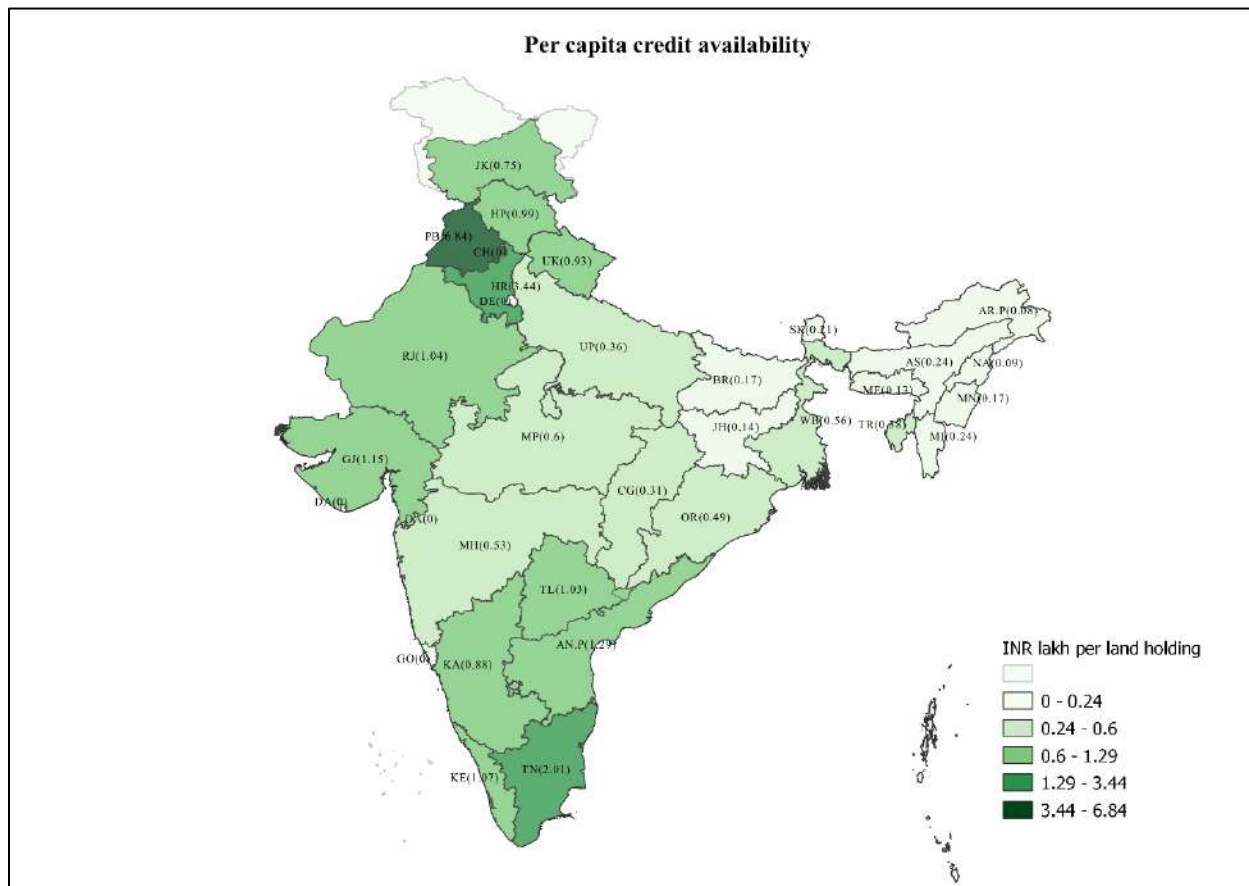 Per capita credit availability
JK(0.75)
HP(0.99)
PB(6.84)
CH(0)
UK(0.93)
HR(3.44)
DE(0)
AR.P(0.08)
SK(0.21)
RJ(1.04)
UP(0.36)
AS(0.24)
NA(0.09)
BR(0.17)
ME(0.13)
MN(0.17)
WB(0.56)
JH(0.14)
MP(0.6)
MI(0.24)
GJ(1.15)
CG(0.31)
DA(0)
DA(0)
OR(0.49)
MH(0.53)
TL(1.03)
AN.P(1.29)
GO(0)
KA(0.88)
KE(1.07)
TN(2.01)
INR lakh per land holding
0 - 0.24
0.24 - 0.6
0.6 - 1.29
1.29 - 3.44
3.44 - 6.84